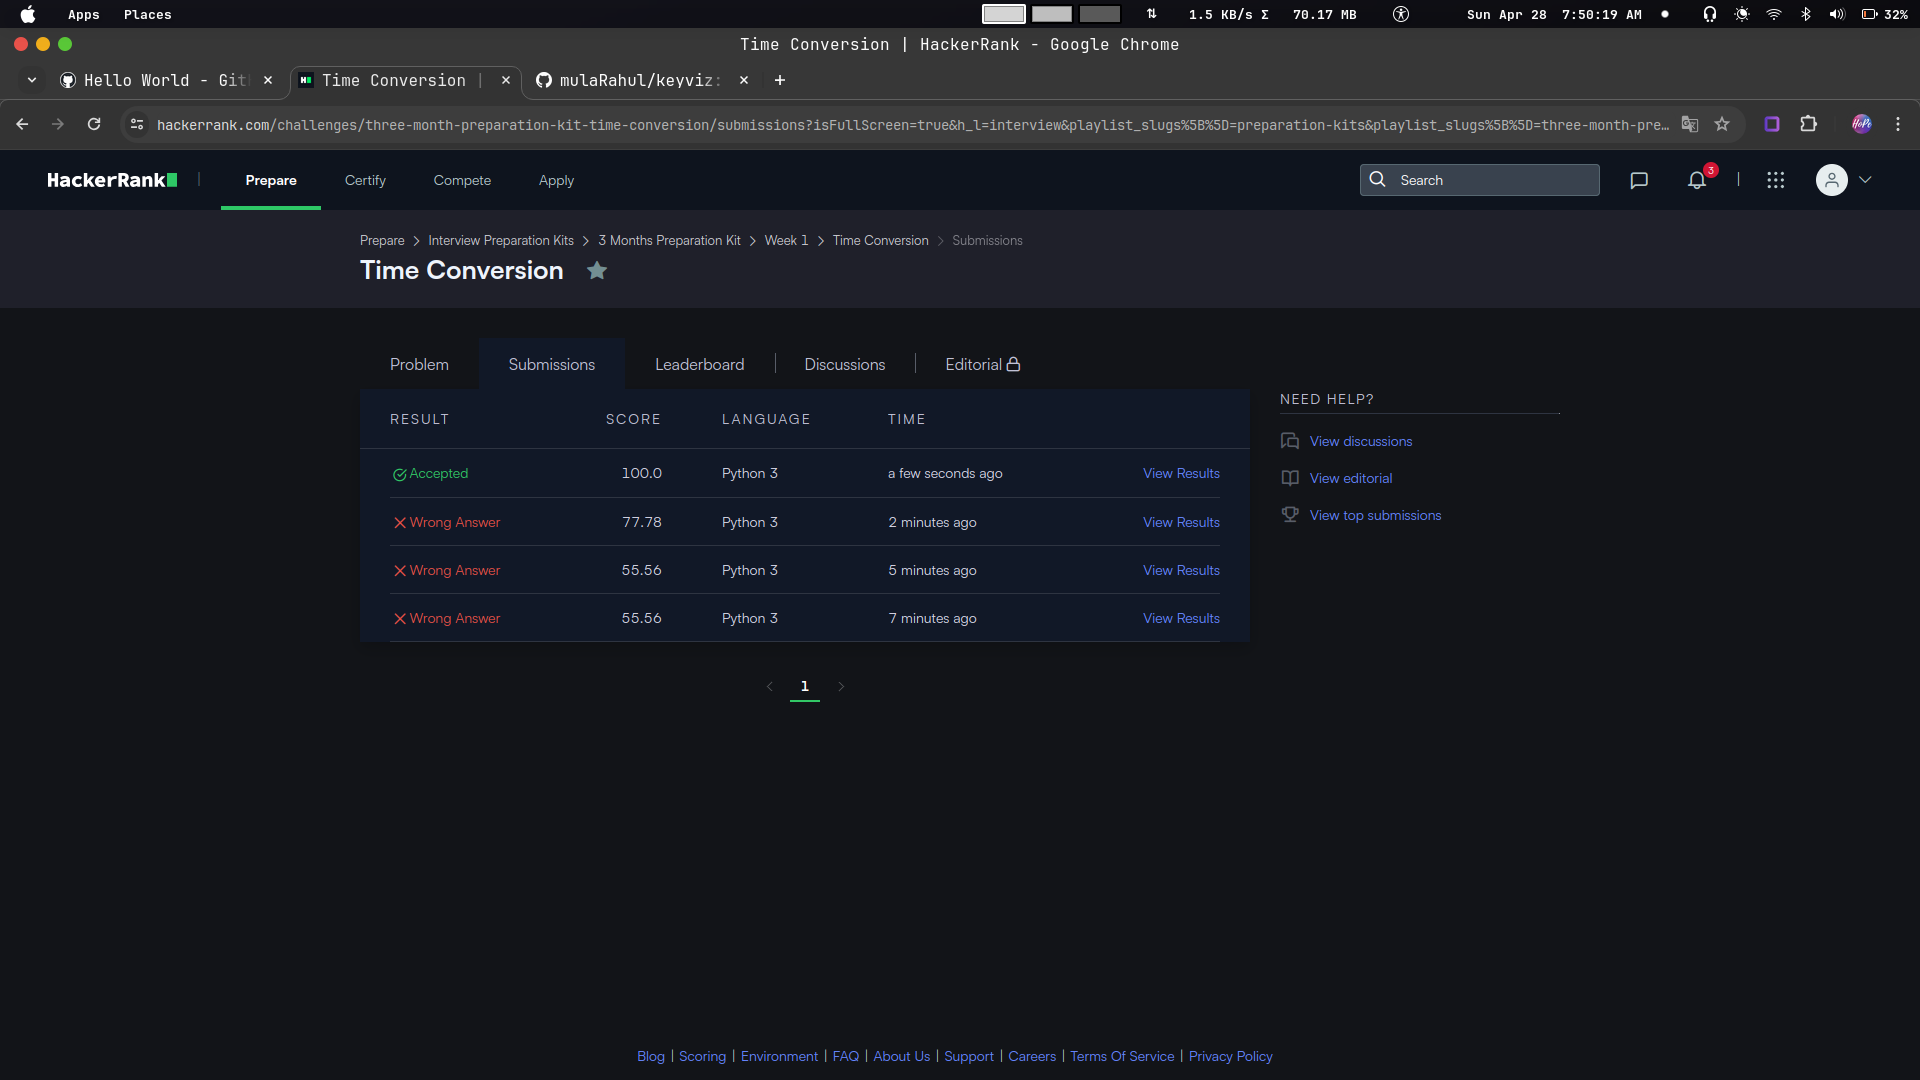 Apps Places 1.5 KB/s Σ 70.17 MB Sun Apr 28 7:50:19 AM 32%
Time Conversion | HackerRank - Google Chrome
Hello World - Git Time Conversion | mulaRahul/keyviz:
hackerrank.com/challenges/three-month-preparation-kit-time-conversion/submissions?isFullScreen=true&h_l=interview&playlist_slugs%5B%5D=preparation-kits&playlist_slugs%5B%5D=three-month-pre…
HackerRank Prepare Certify Compete Apply Search 3
Prepare > Interview Preparation Kits > 3 Months Preparation Kit > Week 1 > Time Conversion > Submissions
Time Conversion
Problem Submissions Leaderboard Discussions Editorial
RESULT SCORE LANGUAGE TIME
Accepted 100.0 Python 3 a few seconds ago View Results
Wrong Answer 77.78 Python 3 2 minutes ago View Results
Wrong Answer 55.56 Python 3 5 minutes ago View Results
Wrong Answer 55.56 Python 3 7 minutes ago View Results
1
NEED HELP?
View discussions
View editorial
View top submissions
Blog | Scoring | Environment | FAQ | About Us | Support | Careers | Terms Of Service | Privacy Policy